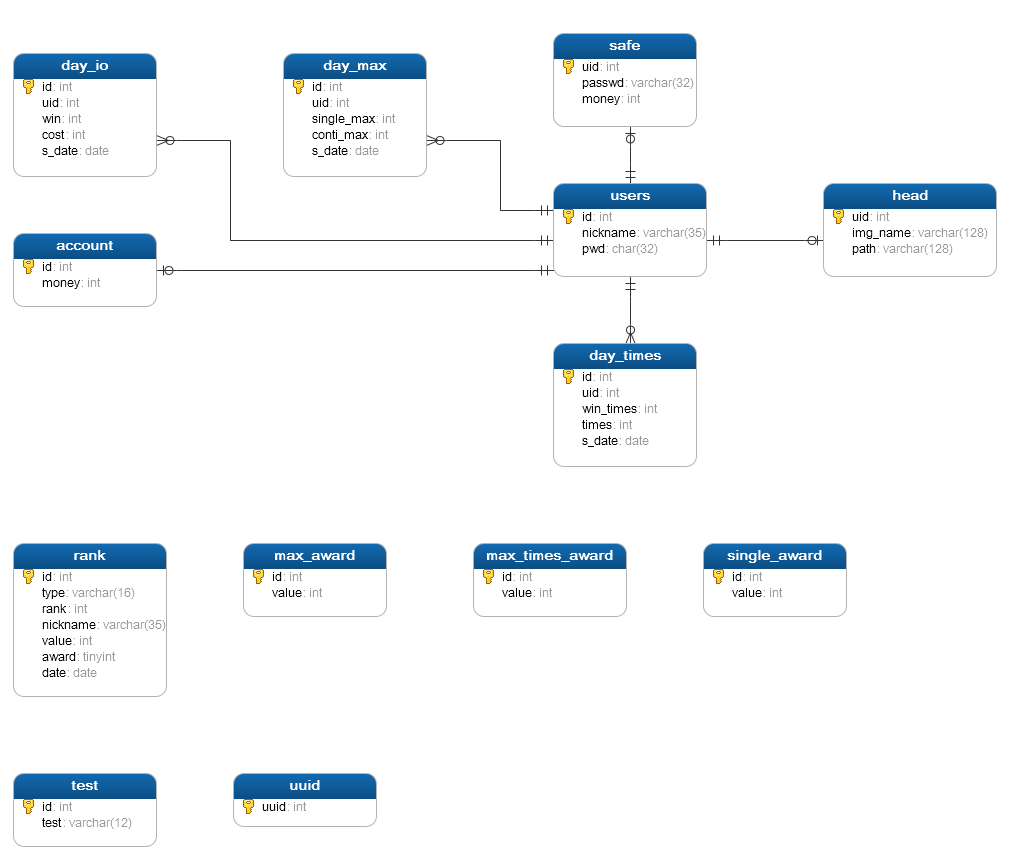 safe
uid: int
passwd: varchar(32)
money: int
day_io
id: int
uid: int
win: int
cost: int
s_date: date
day_max
id: int
uid: int
single_max: int
conti_max: int
s_date: date
users
id: int
nickname: varchar(35)
pwd: char(32)
head
uid: int
img_name: varchar(128)
path: varchar(128)
account
id: int
money: int
day_times
id: int
uid: int
win_times: int
times: int
s_date: date
rank
id: int
type: varchar(16)
rank: int
nickname: varchar(35)
value: int
award: tinyint
date: date
max_award
id: int
value: int
max_times_award
id: int
value: int
single_award
id: int
value: int
test
id: int
test: varchar(12)
uuid
uuid: int